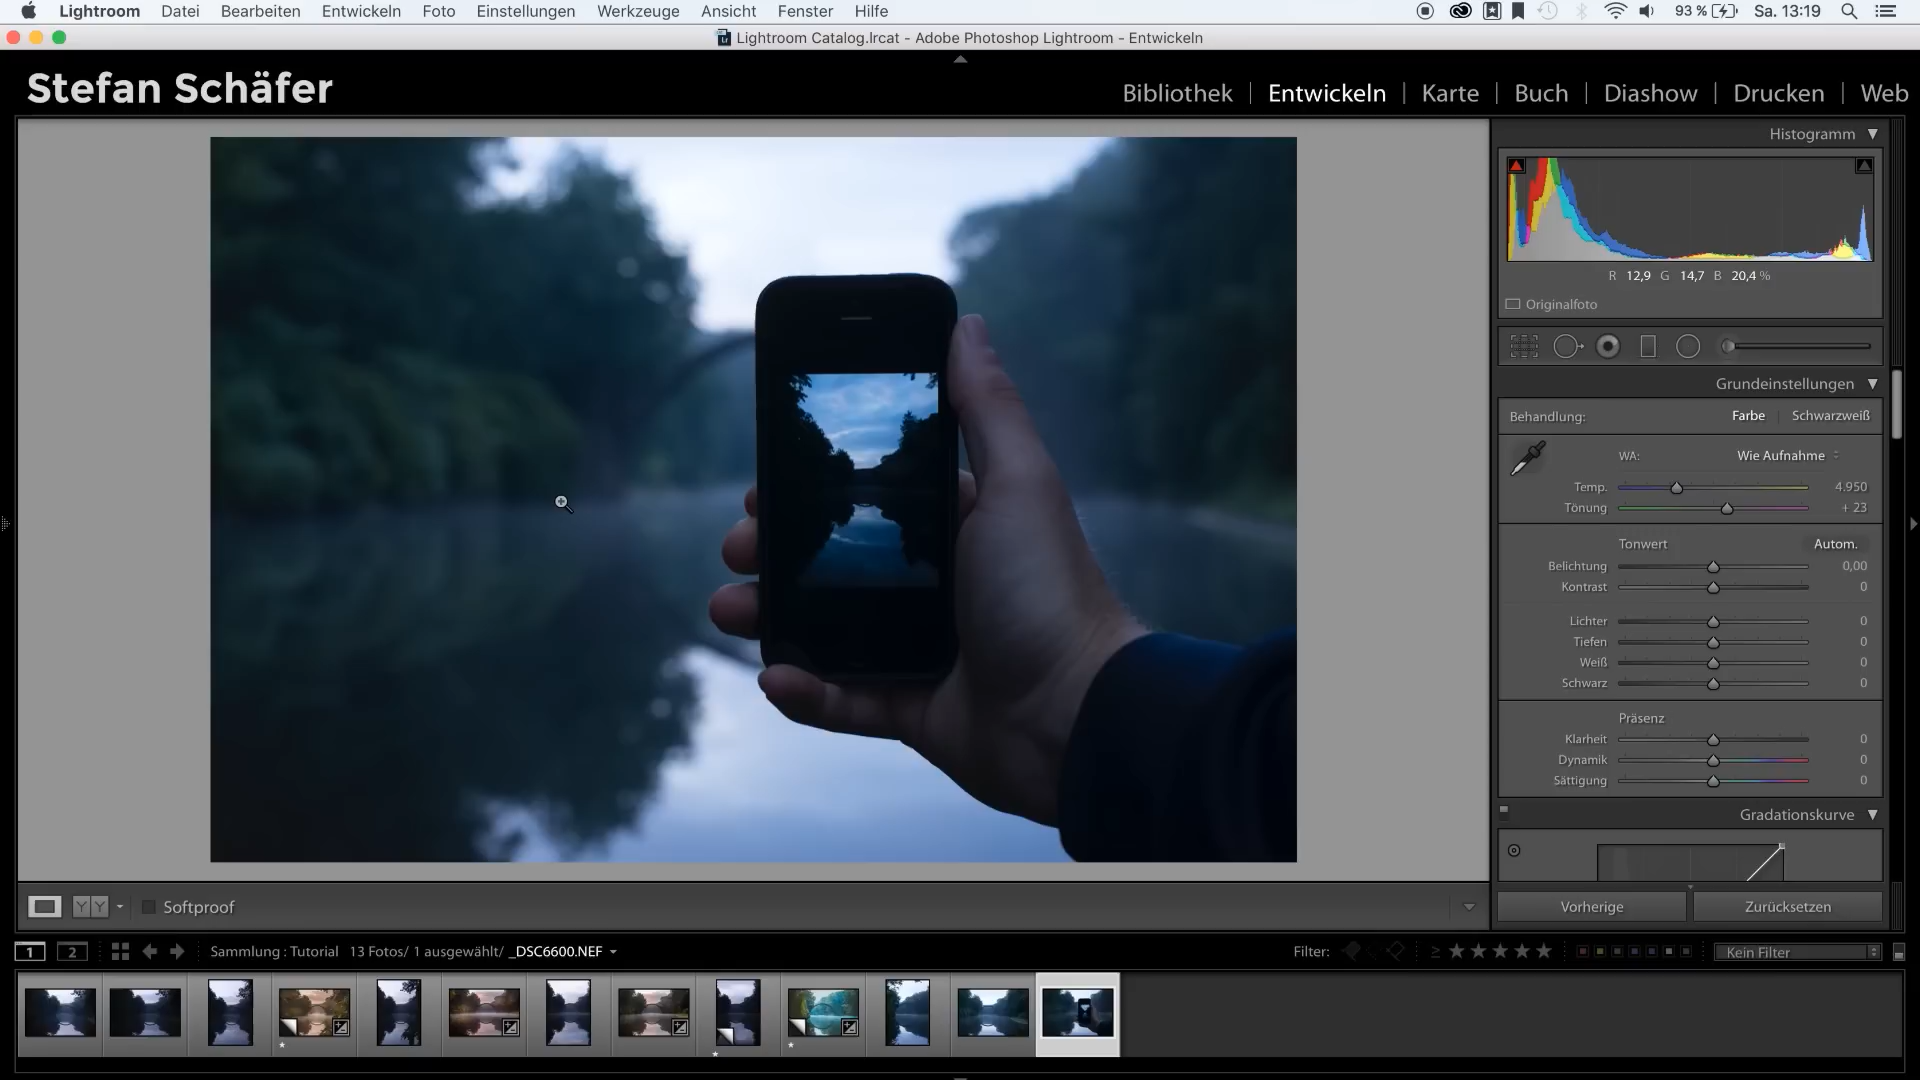 Lightroom Datei Bearbeiten Entwickeln Foto Einstellungen Werkzeuge Ansicht Fenster Hilfe 93 % Sa. 13:19
Lightroom Catalog.lrcat - Adobe Photoshop Lightroom - Entwickeln
Stefan Schäfer
Bibliothek | Entwickeln | Karte | Buch | Diashow | Drucken | Web
Histogramm
R 12,9 G 14,7 B 20,4 %
Originalfoto
Grundeinstellungen
Behandlung: Farbe Schwarzweiß
WA: Wie Aufnahme
Temp. 4.950
Tönung + 23
Tonwert Autom.
Belichtung 0,00
Kontrast 0
Lichter 0
Tiefen 0
Weiß 0
Schwarz 0
Präsenz
Klarheit 0
Dynamik 0
Sättigung 0
Gradationskurve
YY Softproof Vorherige Zurücksetzen
1 2 Sammlung : Tutorial 13 Fotos/ 1 ausgewählt/ _DSC6600.NEF Filter: ≥ ★★★★★ Kein Filter